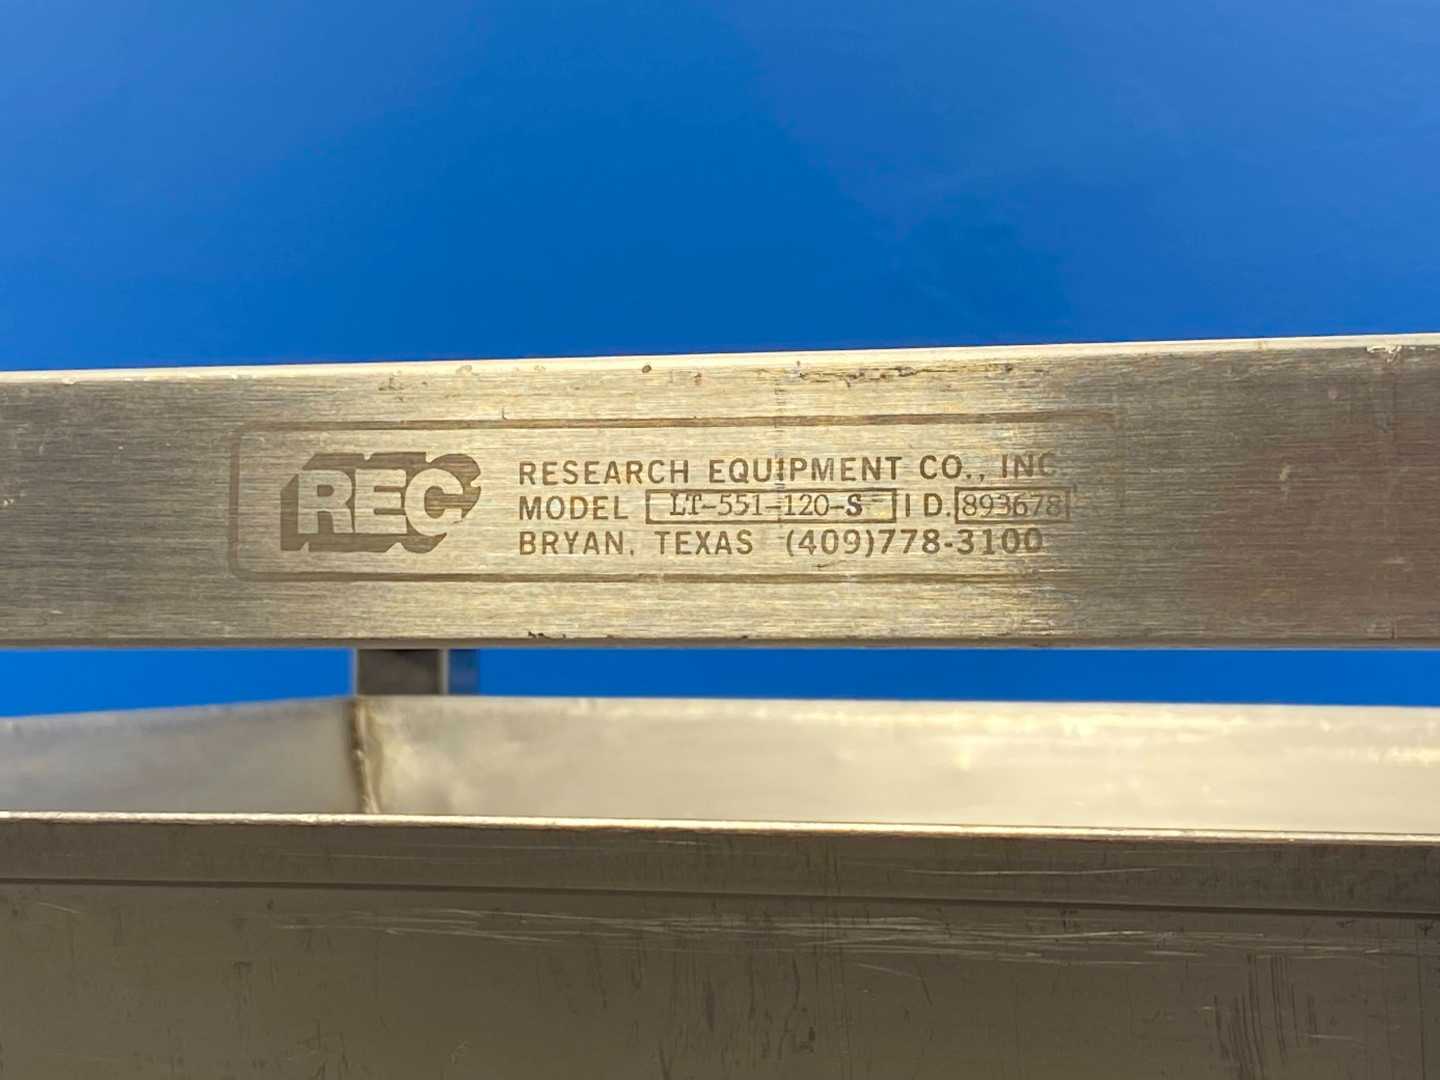 REC
RESEARCH EQUIPMENT CO., INC.
MODEL LT-551-120-S I D. 893678
BRYAN, TEXAS (409)778-3100